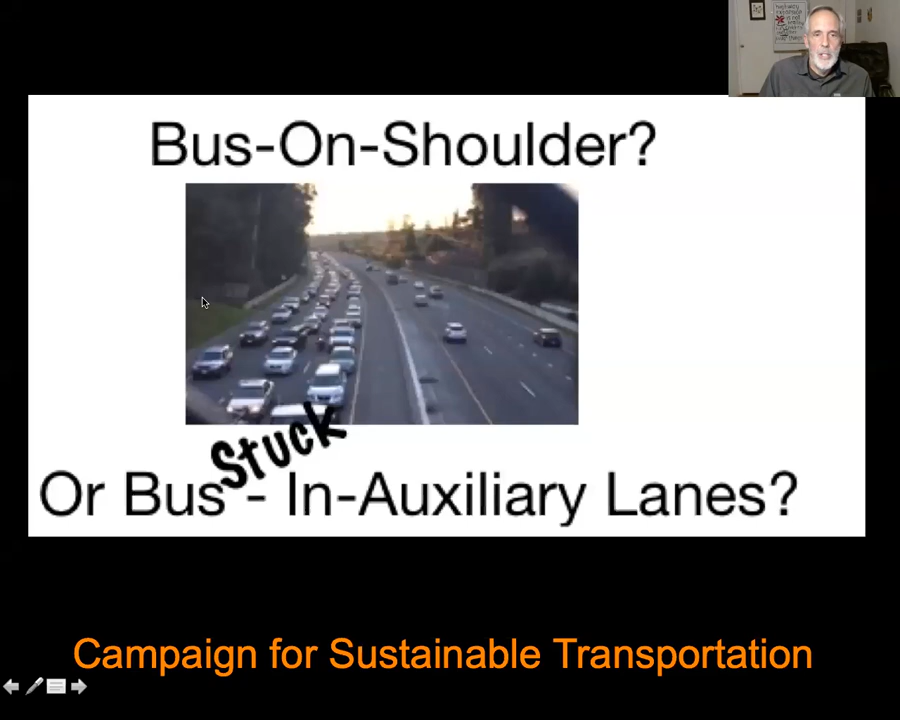 Bus-On-Shoulder?
Stuck
Or Bus - In-Auxiliary Lanes?
Campaign for Sustainable Transportation